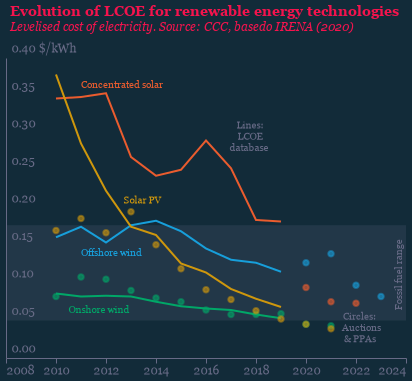 Evolution of LCOE for renewable energy technologies
Levelised cost of electricity. Source: CCC, basedo IRENA (2020)
0.40 $/kWh
0.35
0.30
0.25
0.20
0.15
0.10
0.05
0.00
Concentrated solar
Lines:
LCOE
database
Solar PV
Offshore wind
Onshore wind
Fossil fuel range
Circles:
Auctions
& PPAs
2008 2010 2012 2014 2016 2018 2020 2022 2024